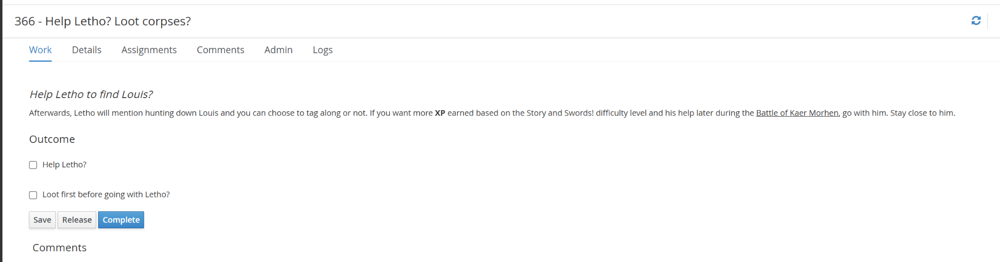 366 - Help Letho? Loot corpses?
Work Details Assignments Comments Admin Logs
Help Letho to find Louis?
Afterwards, Letho will mention hunting down Louis and you can choose to tag along or not. If you want more XP earned based on the Story and Swords! difficulty level and his help later during the Battle of Kaer Morhen, go with him. Stay close to him.
Outcome
Help Letho?
Loot first before going with Letho?
Save Release Complete
Comments